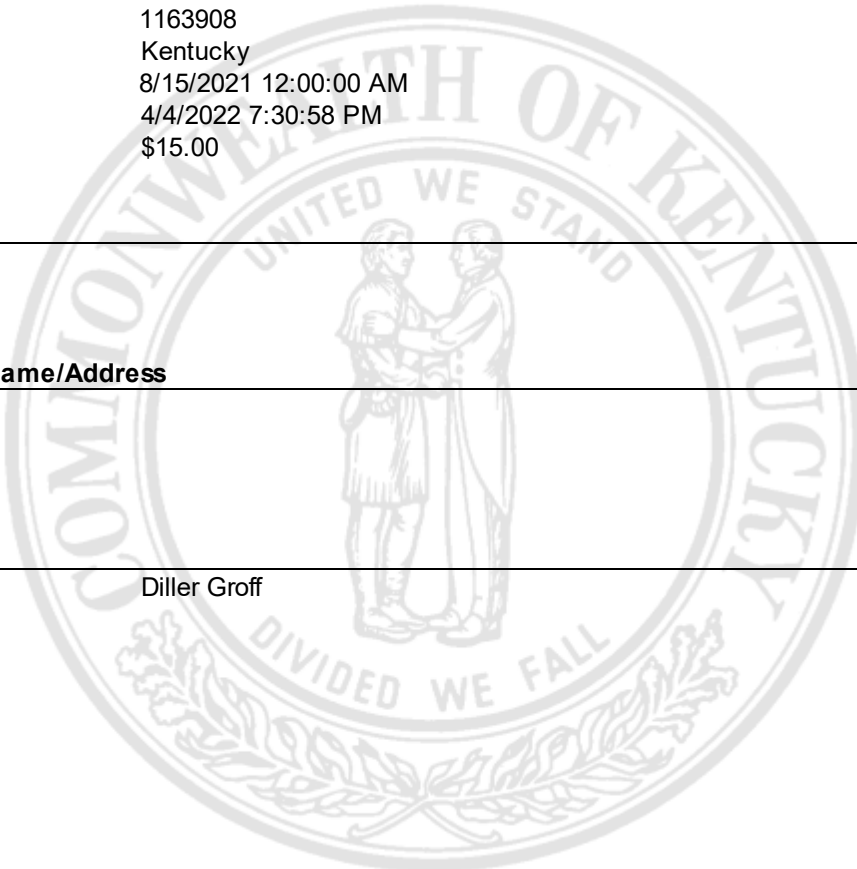 1163908
Kentucky
8/15/2021 12:00:00 AM
4/4/2022 7:30:58 PM
$15.00
ame/Address
Diller Groff
COMMONWEALTH OF KENTUCKY
UNITED WE STAND
DIVIDED WE FALL